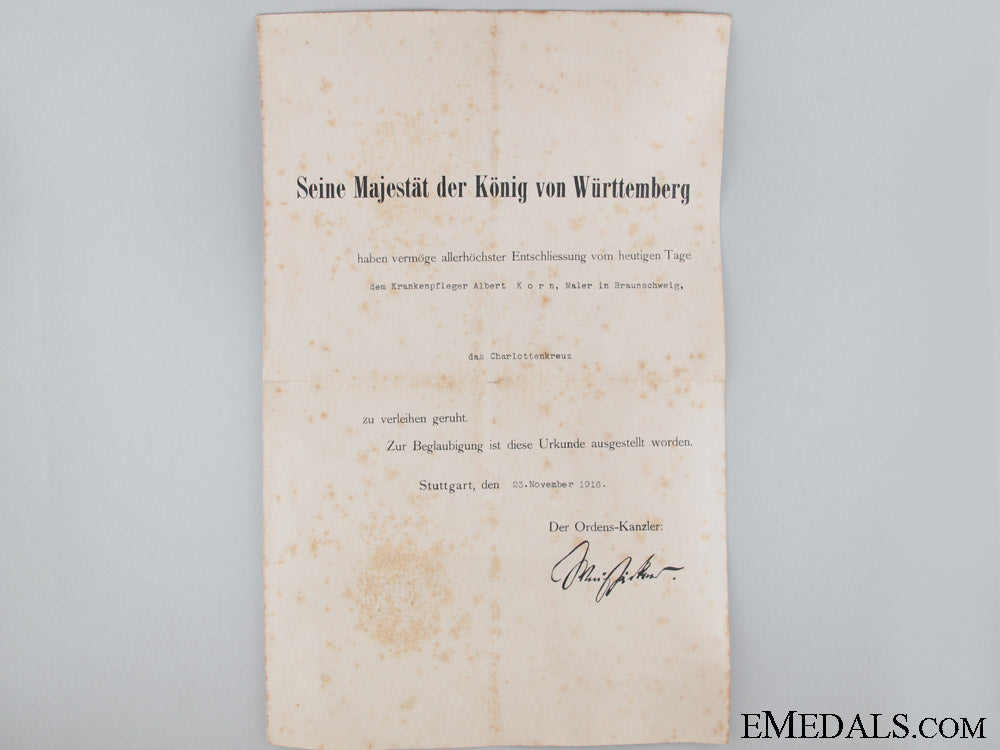 Seine Majestät der König von Württemberg
haben vermöge allerhöchster Entschliessung vom heutigen Tage
dem Krankenpfleger Albert K o r n, Maler in Braunschweig,
das Charlottenkreuz
zu verleihen geruht.
Zur Beglaubigung ist diese Urkunde ausgestellt worden.
Stuttgart, den 23.November 1916.
Der Ordens-Kanzler:
EMEDALS.COM